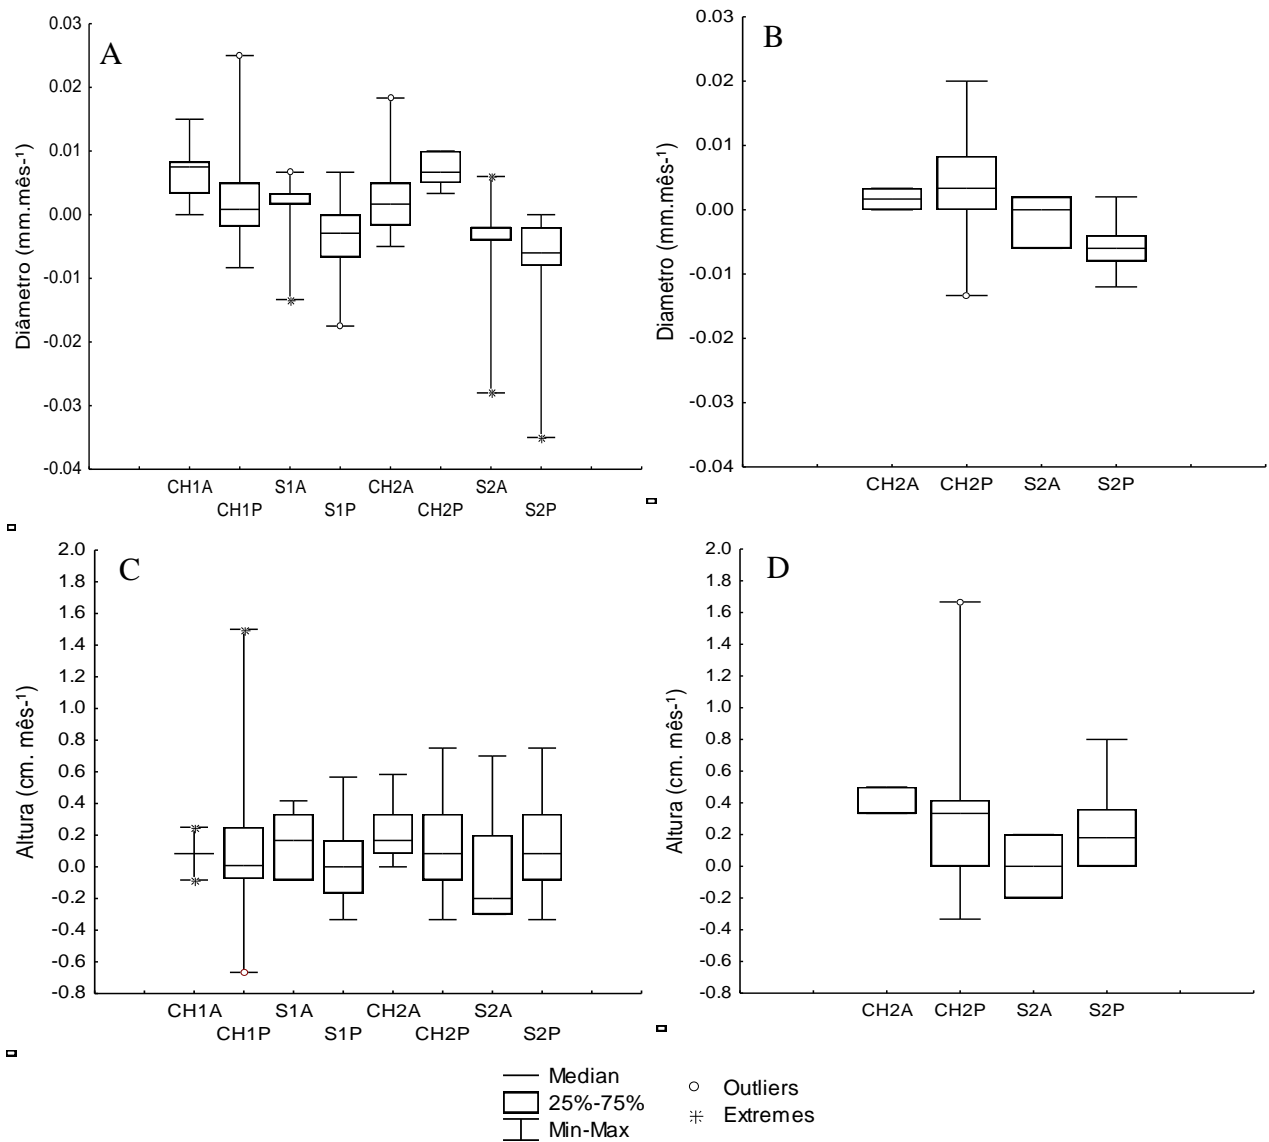 A
Diâmetro (mm.mês-¹)
0.03
0.02
0.01
0.00
-0.01
-0.02
-0.03
-0.04
CH1A S1A CH2A S2A
CH1P S1P CH2P S2P
B
Diametro (mm.mês-¹)
0.03
0.02
0.01
0.00
-0.01
-0.02
-0.03
-0.04
CH2A CH2P S2A S2P
C
Altura (cm. mês-¹)
2.0
1.8
1.6
1.4
1.2
1.0
0.8
0.6
0.4
0.2
0.0
-0.2
-0.4
-0.6
-0.8
CH1A S1A CH2A S2A
CH1P S1P CH2P S2P
D
Altura (cm. mês-¹)
2.0
1.8
1.6
1.4
1.2
1.0
0.8
0.6
0.4
0.2
0.0
-0.2
-0.4
-0.6
-0.8
CH2A CH2P S2A S2P
Median
25%-75%
Min-Max
Outliers
Extremes